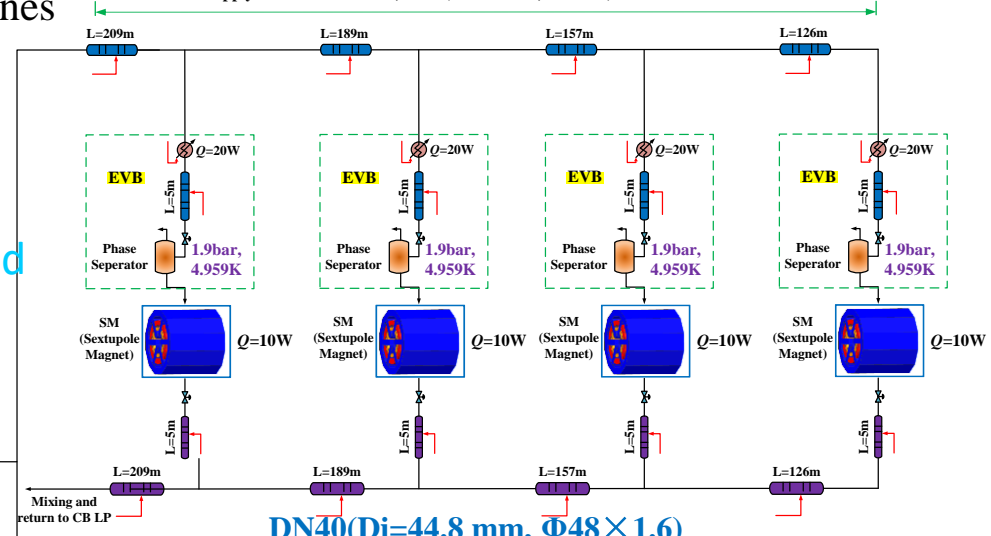 nes
L=209m L=189m L=157m L=126m
Q=20W Q=20W Q=20W Q=20W
EVB EVB EVB EVB
L=5m L=5m L=5m L=5m
d
Phase Seperator 1.9bar, 4.959K
Phase Seperator 1.9bar, 4.959K
Phase Seperator 1.9bar, 4.959K
Phase Seperator 1.9bar, 4.959K
SM (Sextupole Magnet) Q=10W
SM (Sextupole Magnet) Q=10W
SM (Sextupole Magnet) Q=10W
SM (Sextupole Magnet) Q=10W
L=5m L=5m L=5m L=5m
L=209m L=189m L=157m L=126m
Mixing and
return to CB LP
DN40(Di=44.8 mm, Φ48×1.6)